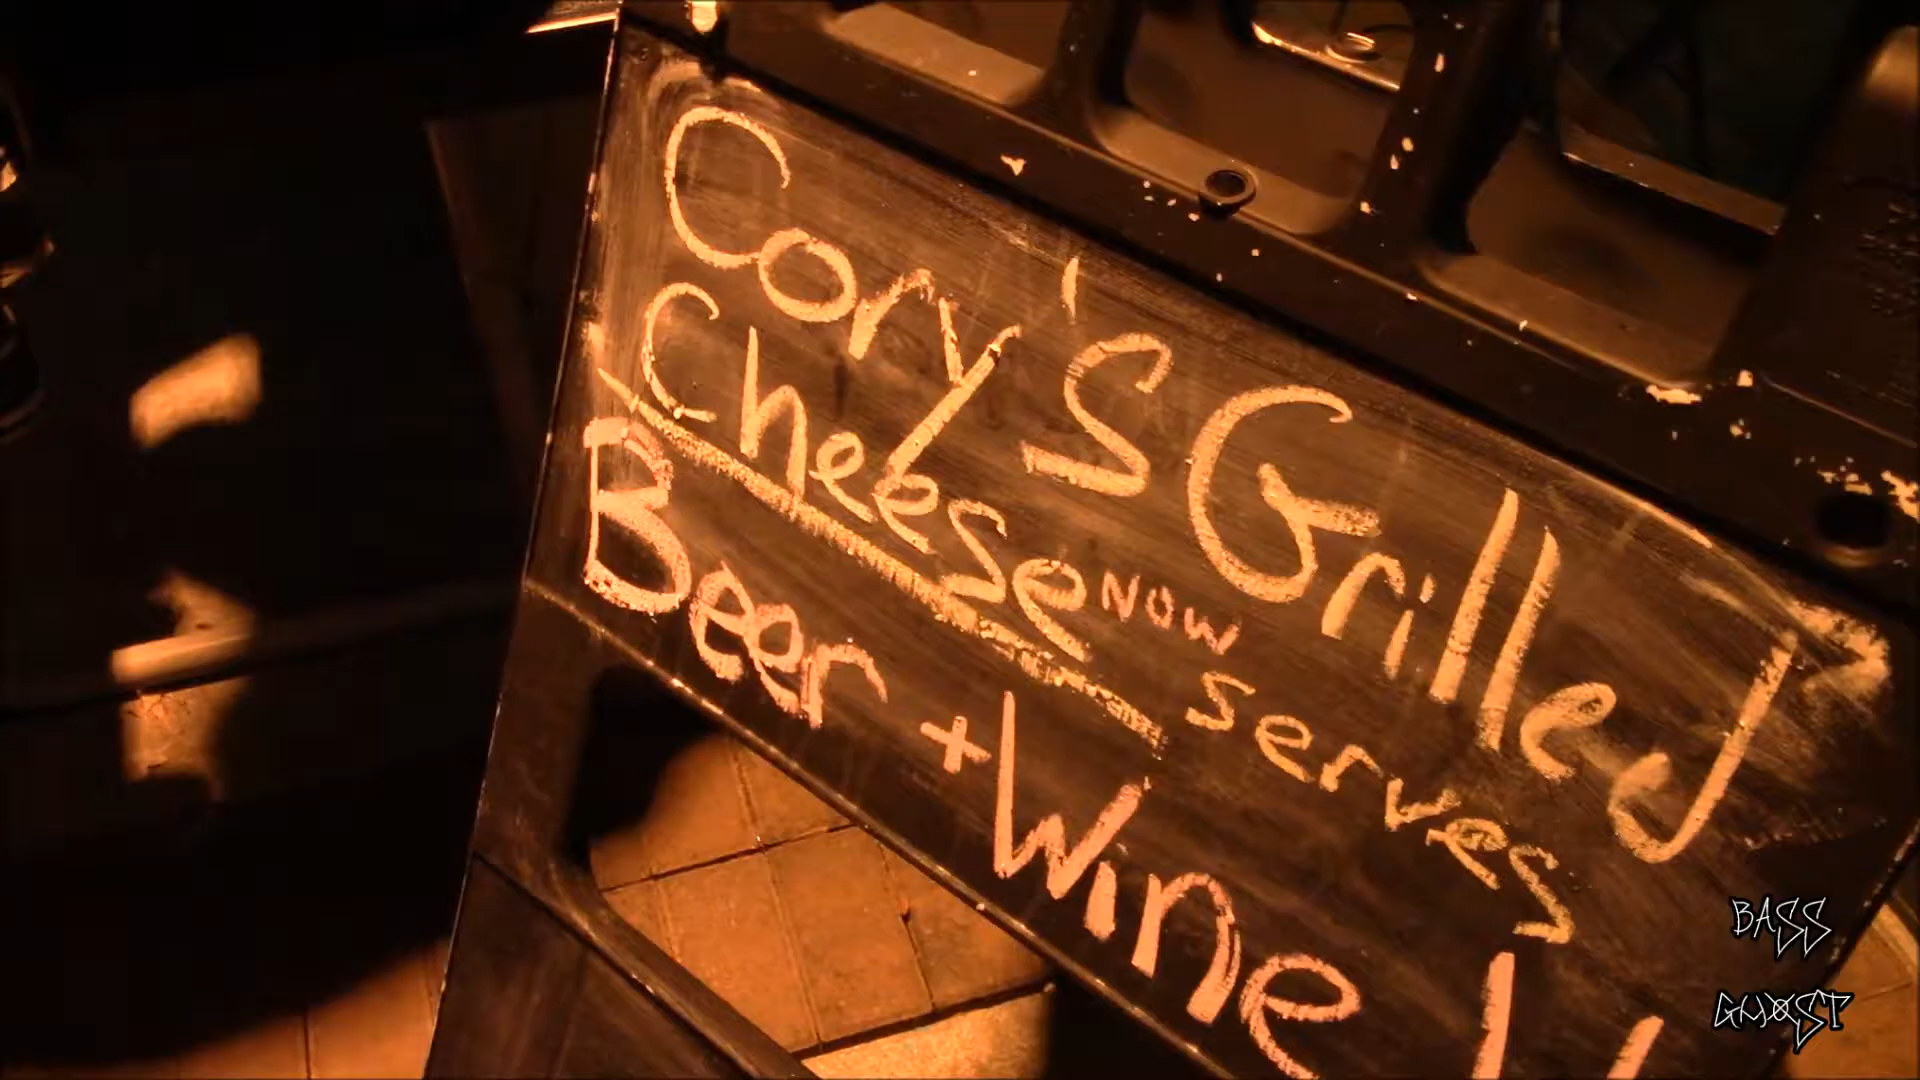 Cory's Grilled
Cheese Now serves
Beer + Wine!!
BASS
GHOST